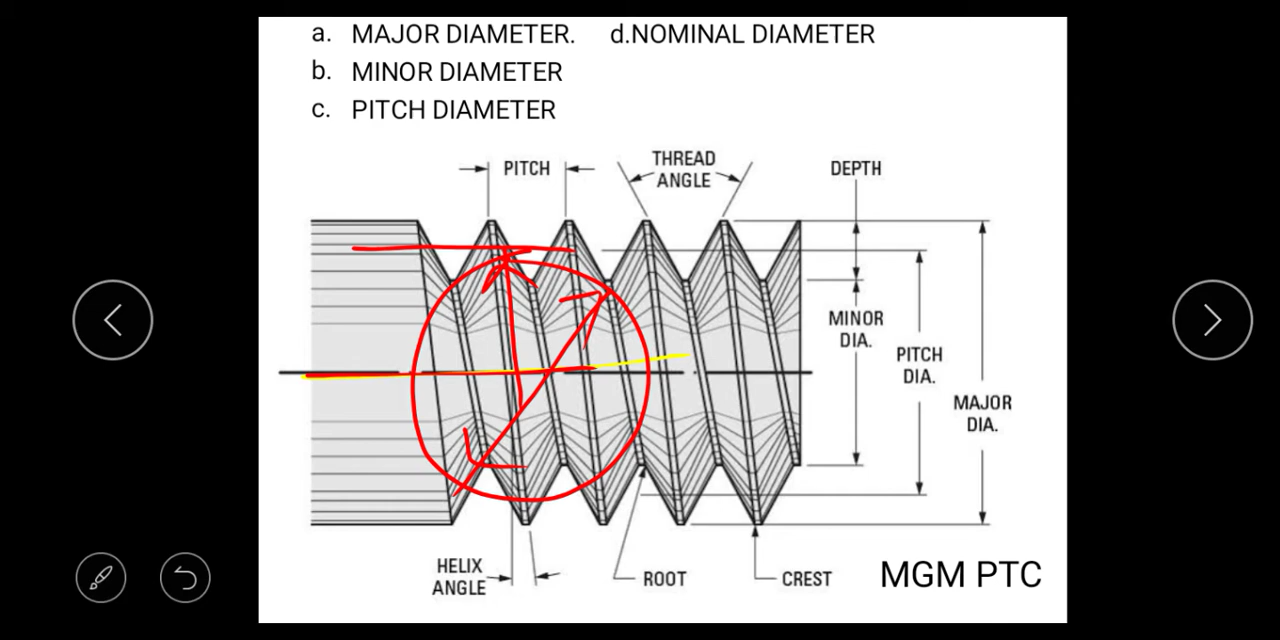 a. MAJOR DIAMETER. d.NOMINAL DIAMETER
b. MINOR DIAMETER
c. PITCH DIAMETER
PITCH
THREAD
ANGLE
DEPTH
MINOR
DIA.
PITCH
DIA.
MAJOR
DIA.
HELIX
ANGLE
ROOT
CREST
MGM PTC